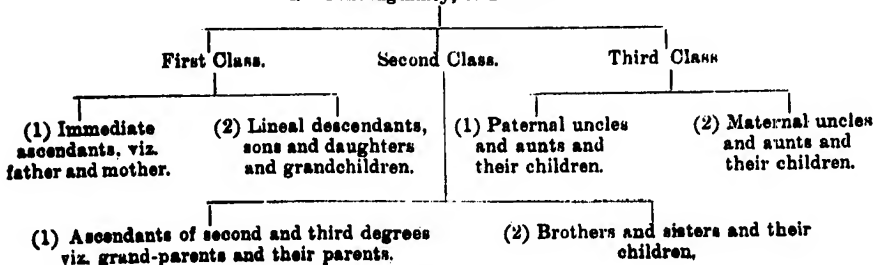 First Class. Second Class. Third Class
(1) Immediate ascendants, viz. father and mother.
(2) Lineal descendants, sons and daughters and grandchildren.
(1) Paternal uncles and aunts and their children.
(2) Maternal uncles and aunts and their children.
(1) Ascendants of second and third degrees viz. grand-parents and their parents.
(2) Brothers and sisters and their children,